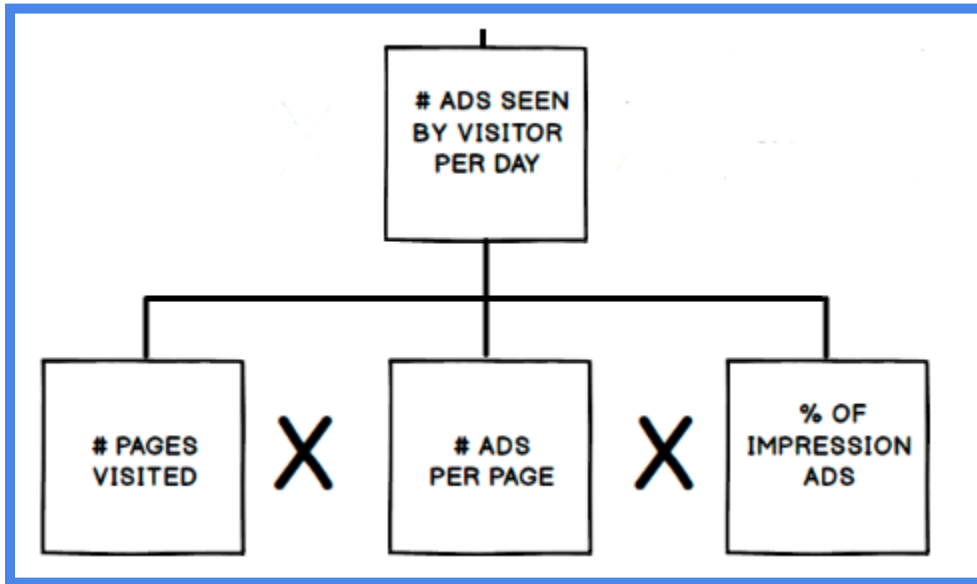 # ADS SEEN
BY VISITOR
PER DAY
# PAGES
VISITED
X
# ADS
PER PAGE
X
% OF
IMPRESSION
ADS